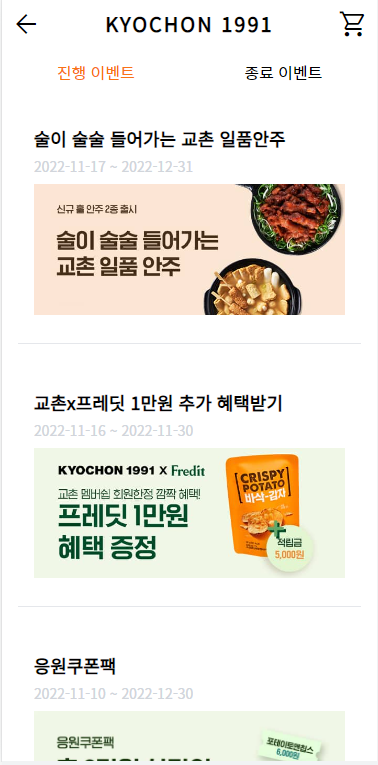 KYOCHON 1991
진행 이벤트
종료 이벤트
술이 술술 들어가는 교촌 일품안주
2022-11-17 ~ 2022-12-31
신규 홀 안주 2종 출시
술이 술술 들어가는
교촌 일품 안주
교촌x프레딧 1만원 추가 혜택받기
2022-11-16 ~ 2022-11-30
KYOCHON 1991 X Fredit
교촌 멤버십 회원한정 깜짝 혜택!
프레딧 1만원
혜택 증정
CRISPY
POTATO
바삭-감자
+
적립금
5,000원
응원쿠폰팩
2022-11-10 ~ 2022-12-30
응원쿠폰팩
포테이토앤칩스
6,000원